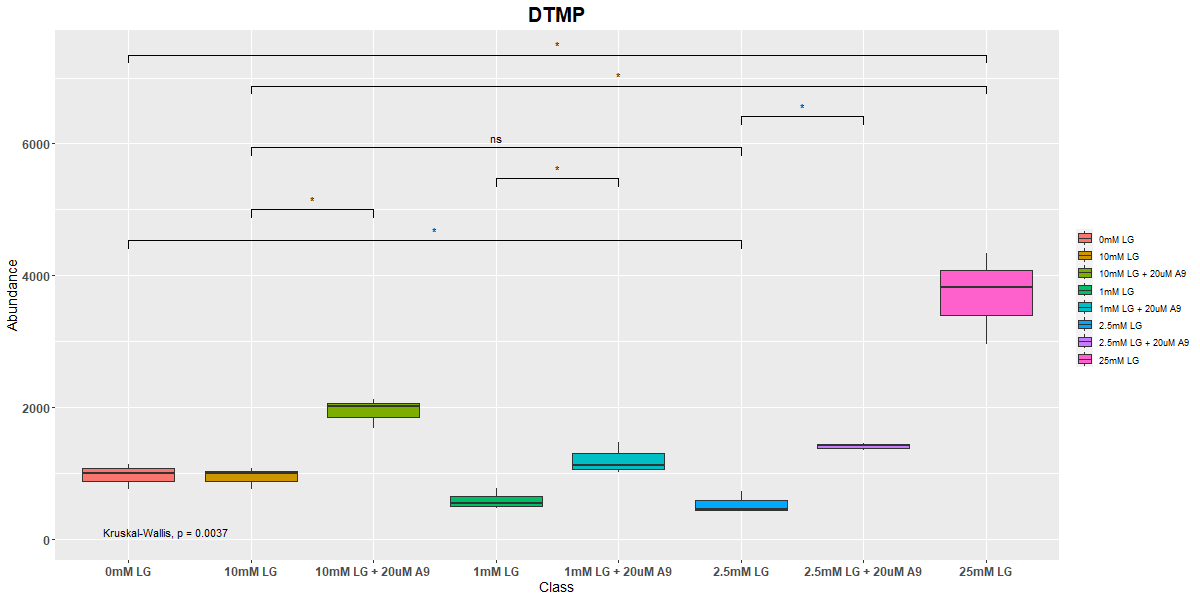 DTMP
*
*
*
ns
*
*
*
6000
4000
2000
0
Abundance
Kruskal-Wallis, p = 0.0037
0mM LG
10mM LG
10mM LG + 20uM A9
1mM LG
1mM LG + 20uM A9
2.5mM LG
2.5mM LG + 20uM A9
25mM LG
Class
0mM LG
10mM LG
10mM LG + 20uM A9
1mM LG
1mM LG + 20uM A9
2.5mM LG
2.5mM LG + 20uM A9
25mM LG